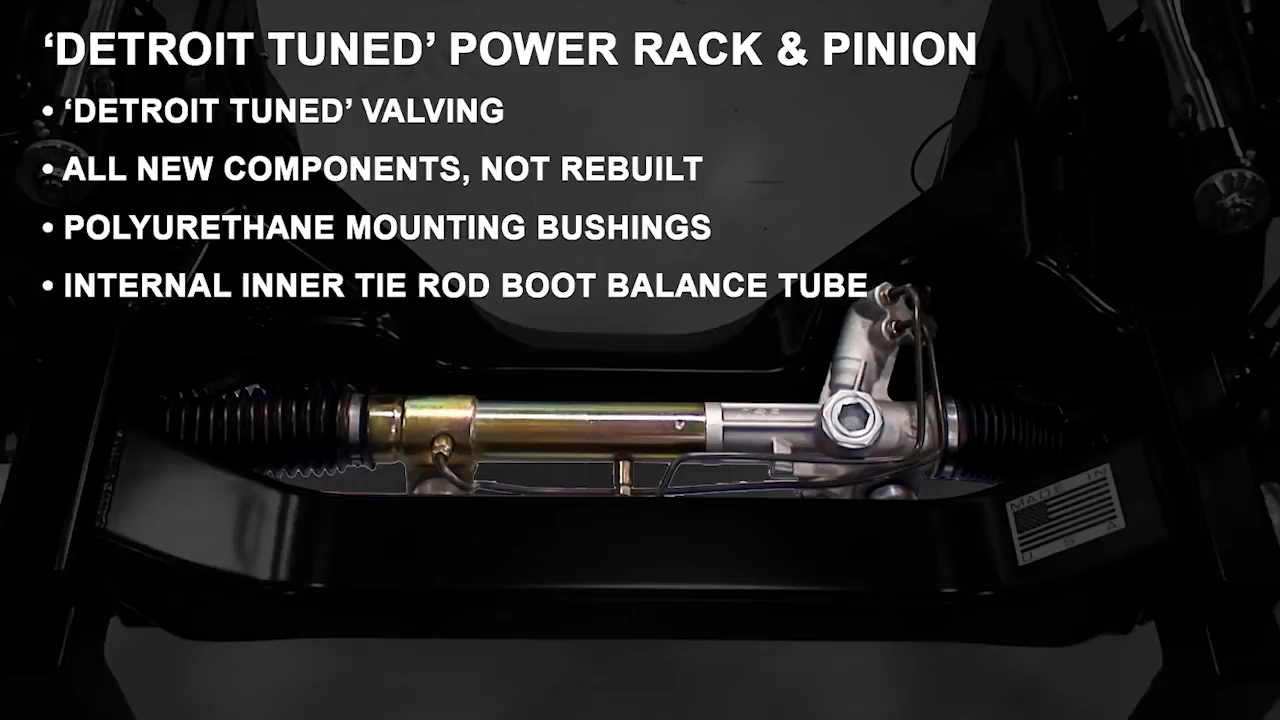 ‘DETROIT TUNED’ POWER RACK & PINION
• ‘DETROIT TUNED’ VALVING
• ALL NEW COMPONENTS, NOT REBUILT
• POLYURETHANE MOUNTING BUSHINGS
• INTERNAL INNER TIE ROD BOOT BALANCE TUBE
MADE IN
U S A